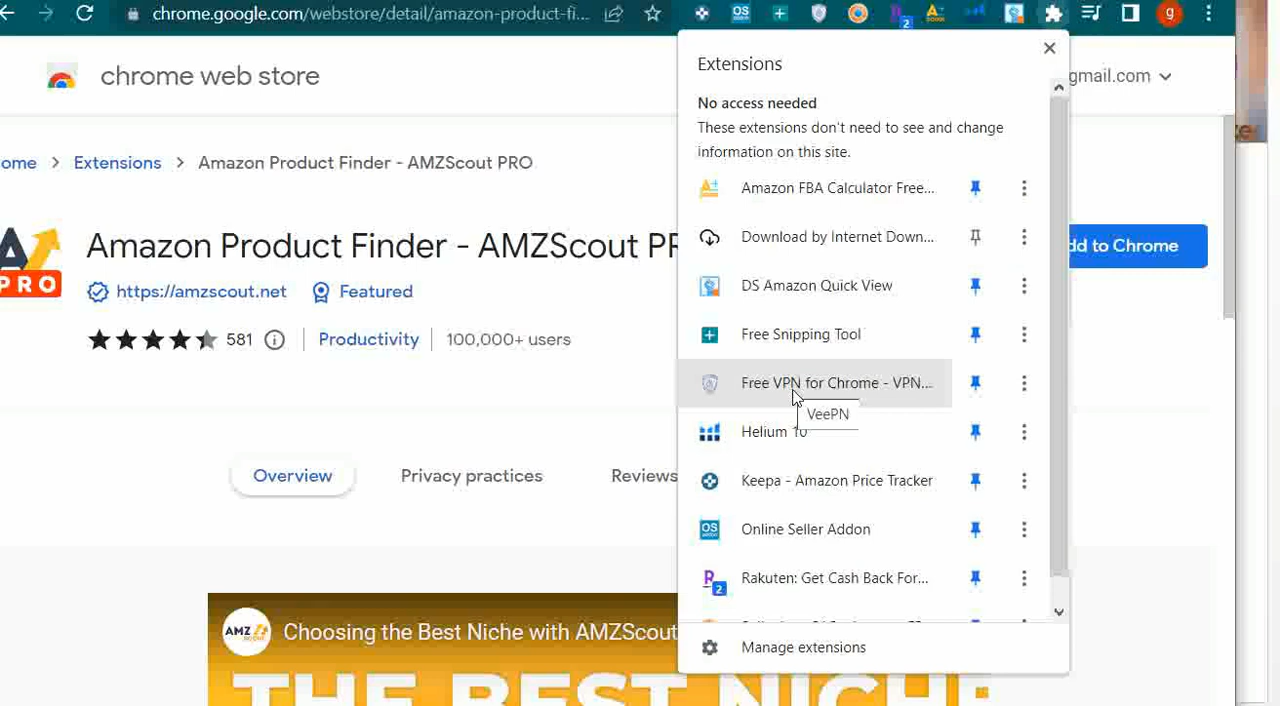 chrome.google.com/webstore/detail/amazon-product-fi...
OS
2
g
chrome web store
gmail.com
ome > Extensions > Amazon Product Finder - AMZScout PRO
PRO
Amazon Product Finder - AMZScout PR
https://amzscout.net Featured
581 Productivity 100,000+ users
dd to Chrome
Overview Privacy practices Reviews
AMZ
Choosing the Best Niche with AMZScout
THE BEST NICHE
Extensions
No access needed
These extensions don't need to see and change
information on this site.
Amazon FBA Calculator Free...
Download by Internet Down...
DS Amazon Quick View
Free Snipping Tool
Free VPN for Chrome - VPN...
VeePN
Helium 10
Keepa - Amazon Price Tracker
OS Online Seller Addon
R 2 Rakuten: Get Cash Back For...
Manage extensions